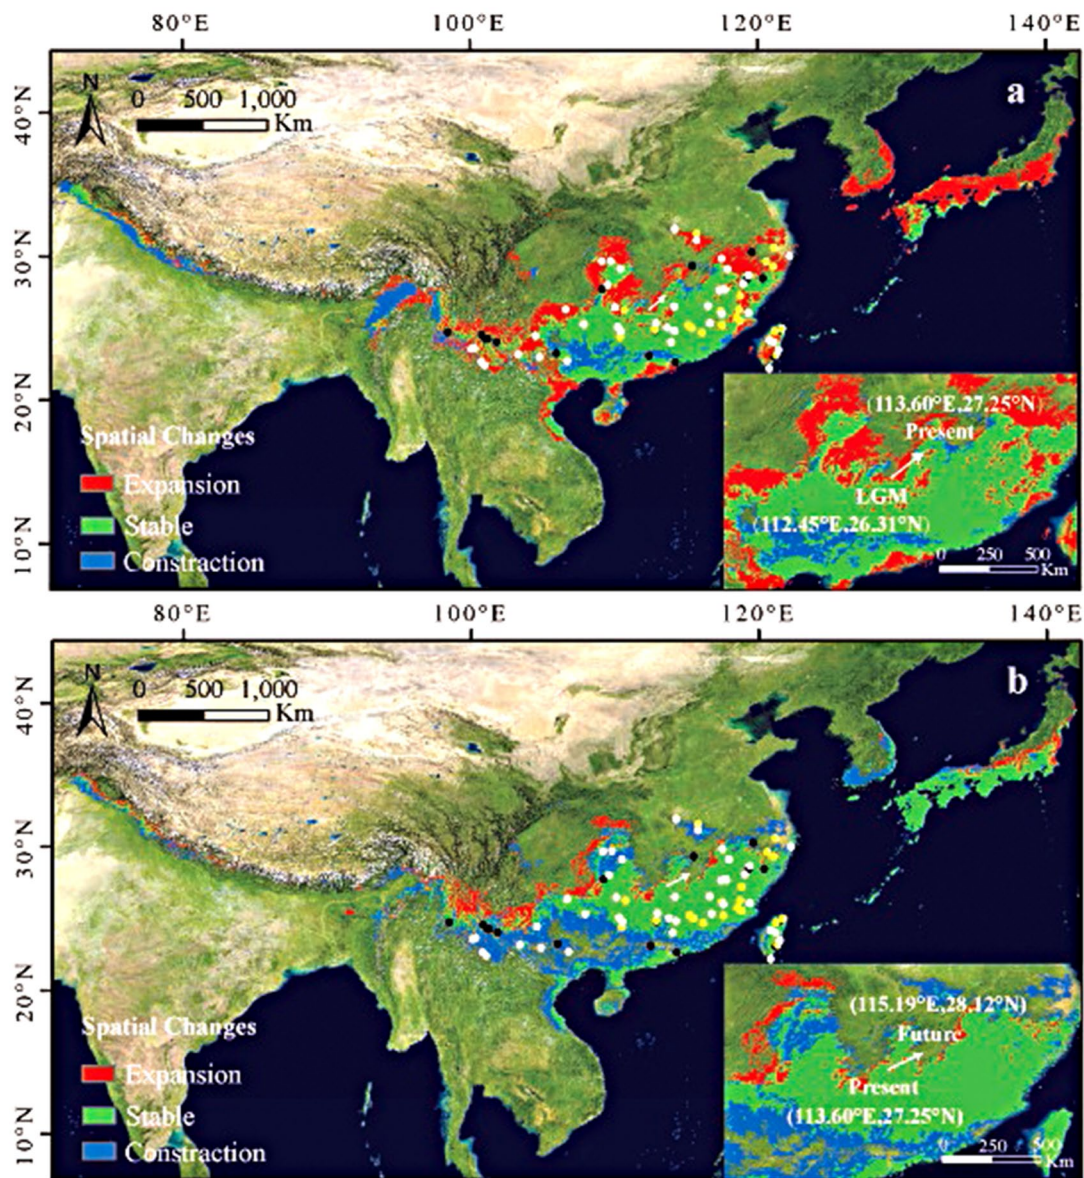 80°E 100°E 120°E 140°E
a
N
0 500 1,000
Km
40°N
30°N
20°N
10°N
Spatial Changes
Expansion
Stable
Constraction
(113.60°E,27.25°N)
Present
LGM
(112.45°E,26.31°N)
0 250 500
Km
80°E 100°E 120°E 140°E
b
N
0 500 1,000
Km
40°N
30°N
20°N
10°N
Spatial Changes
Expansion
Stable
Constraction
(115.19°E,28.12°N)
Future
Present
(113.60°E,27.25°N)
0 250 500
Km